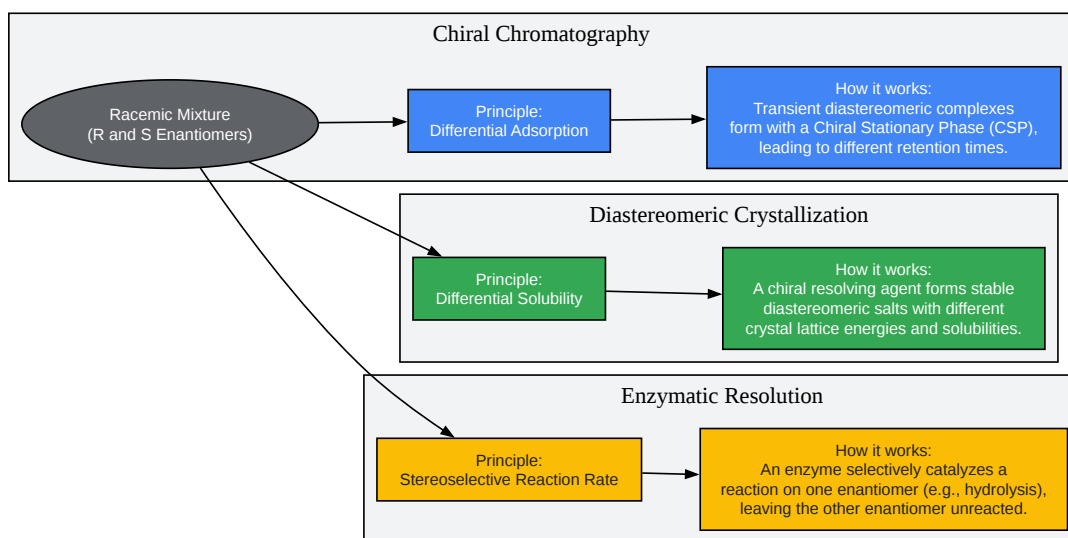 Chiral Chromatography
Racemic Mixture
(R and S Enantiomers)
Principle:
Differential Adsorption
How it works:
Transient diastereomeric complexes
form with a Chiral Stationary Phase (CSP),
leading to different retention times.
Diastereomeric Crystallization
Principle:
Differential Solubility
How it works:
A chiral resolving agent forms stable
diastereomeric salts with different
crystal lattice energies and solubilities.
Enzymatic Resolution
Principle:
Stereoselective Reaction Rate
How it works:
An enzyme selectively catalyzes a
reaction on one enantiomer (e.g., hydrolysis),
leaving the other enantiomer unreacted.